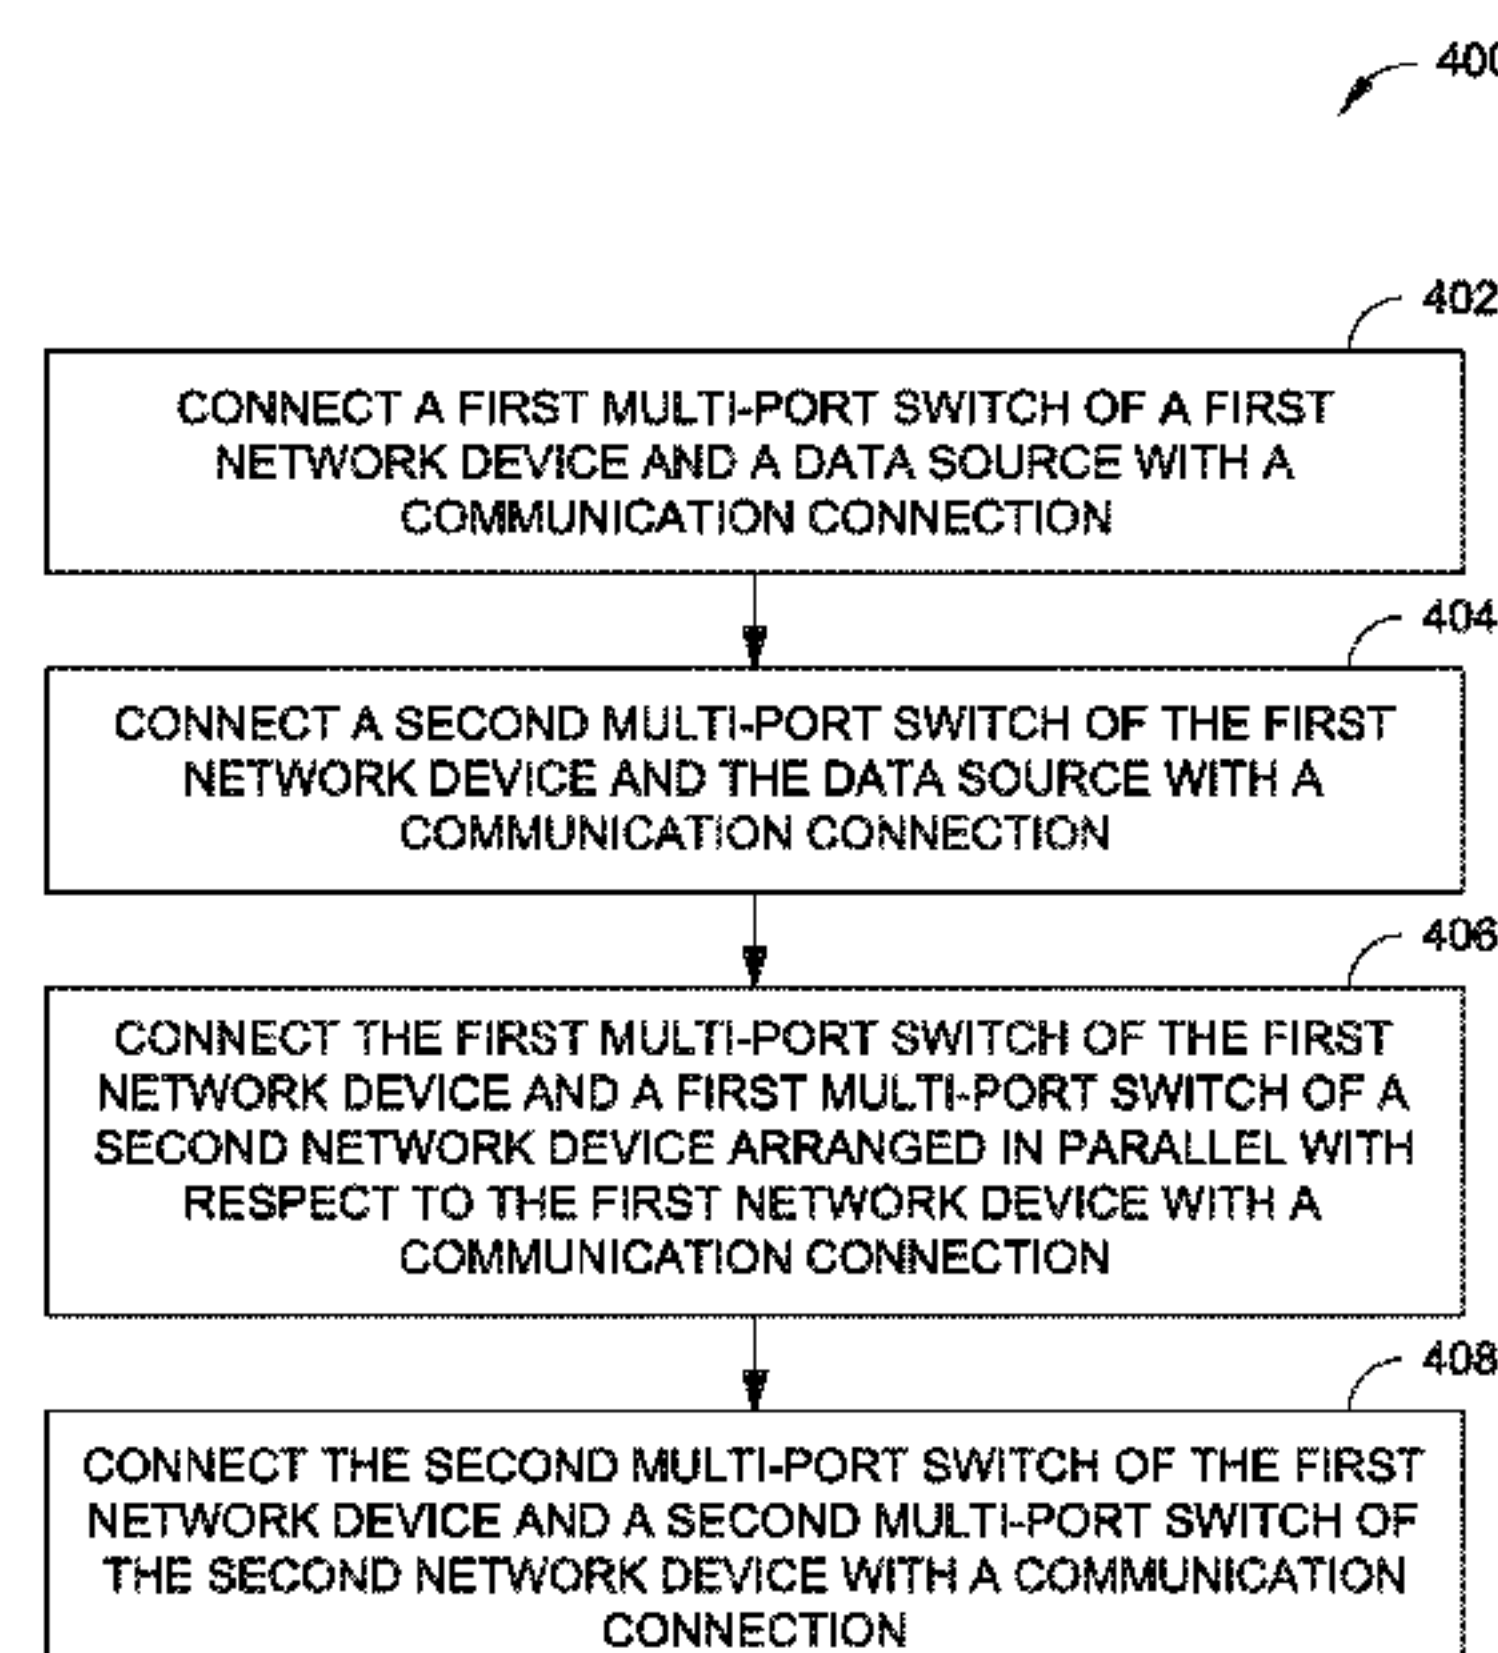 400
402
CONNECT A FIRST MULTI-PORT SWITCH OF A FIRST
NETWORK DEVICE AND A DATA SOURCE WITH A
COMMUNICATION CONNECTION
404
CONNECT A SECOND MULTI-PORT SWITCH OF THE FIRST
NETWORK DEVICE AND THE DATA SOURCE WITH A
COMMUNICATION CONNECTION
406
CONNECT THE FIRST MULTI-PORT SWITCH OF THE FIRST
NETWORK DEVICE AND A FIRST MULTI-PORT SWITCH OF A
SECOND NETWORK DEVICE ARRANGED IN PARALLEL WITH
RESPECT TO THE FIRST NETWORK DEVICE WITH A
COMMUNICATION CONNECTION
408
CONNECT THE SECOND MULTI-PORT SWITCH OF THE FIRST
NETWORK DEVICE AND A SECOND MULTI-PORT SWITCH OF
THE SECOND NETWORK DEVICE WITH A COMMUNICATION
CONNECTION